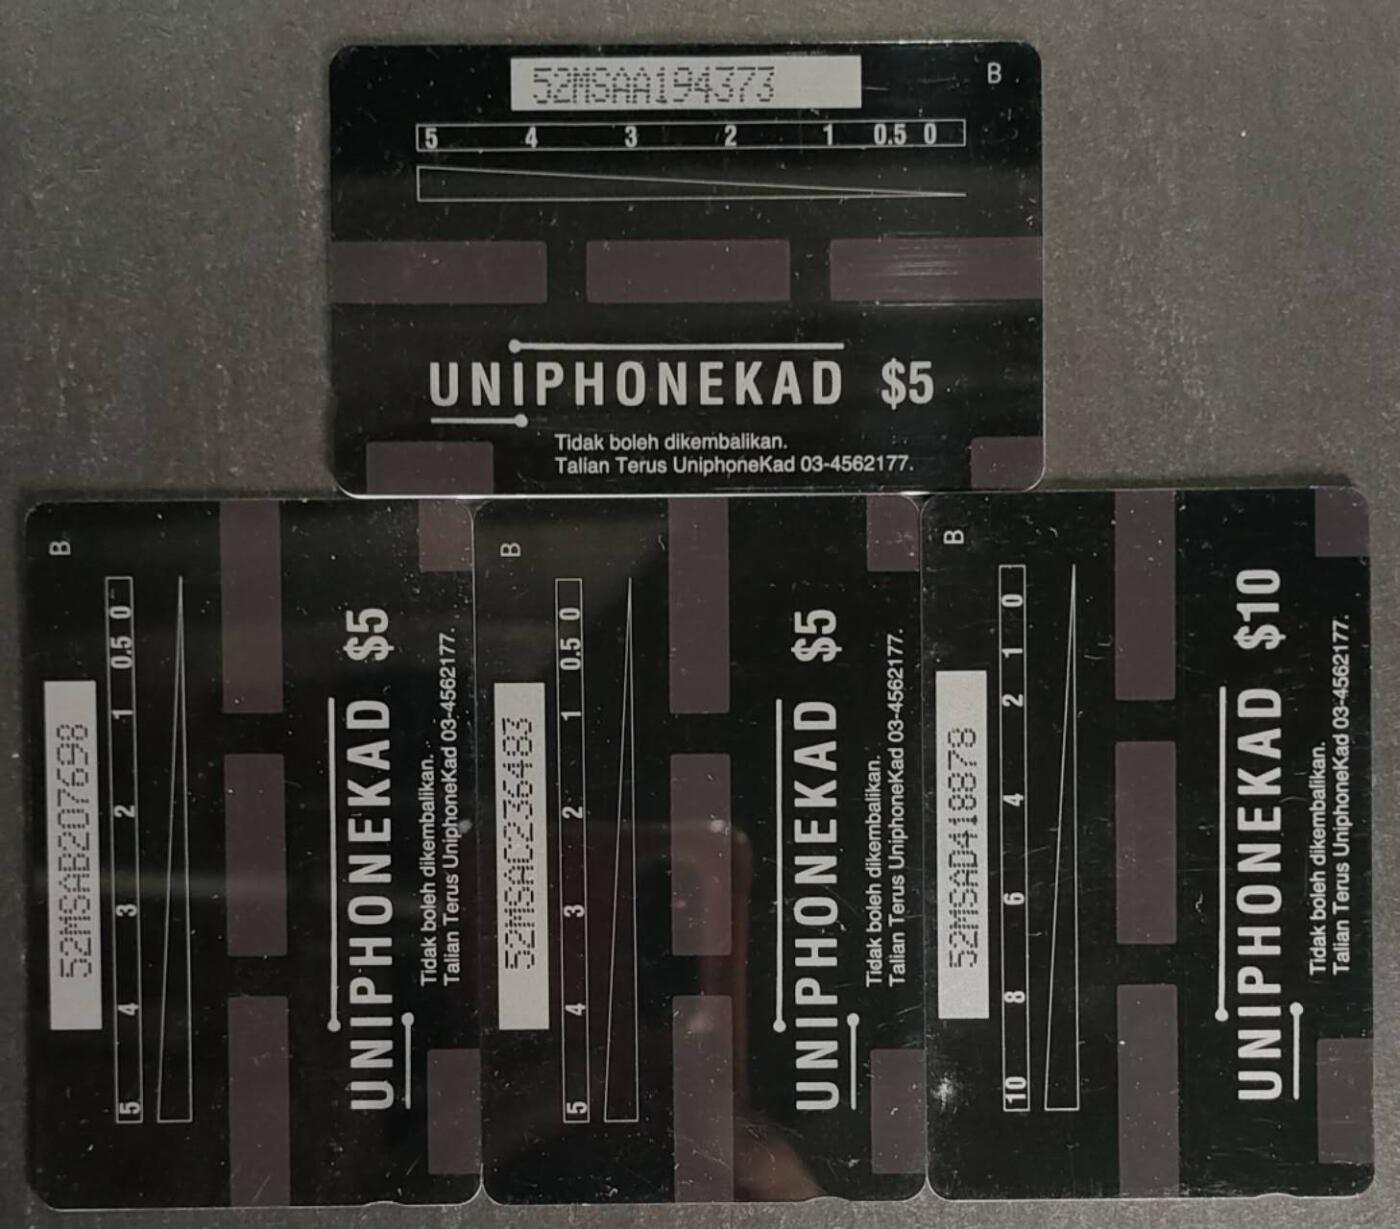 52MSAA194373
B
5 4 3 2 1 0.5 0
UNIPHONEKAD $5
Tidak boleh dikembalikan.
Talian Terus UniphoneKad 03-4562177.
52MSAB207698
B
5 4 3 2 1 0.5 0
UNIPHONEKAD $5
Tidak boleh dikembalikan.
Talian Terus UniphoneKad 03-4562177.
52MSAC236483
B
5 4 3 2 1 0.5 0
UNIPHONEKAD $5
Tidak boleh dikembalikan.
Talian Terus UniphoneKad 03-4562177.
52MSAD418878
B
10 8 6 4 2 1 0
UNIPHONEKAD $10
Tidak boleh dikembalikan.
Talian Terus UniphoneKad 03-4562177.